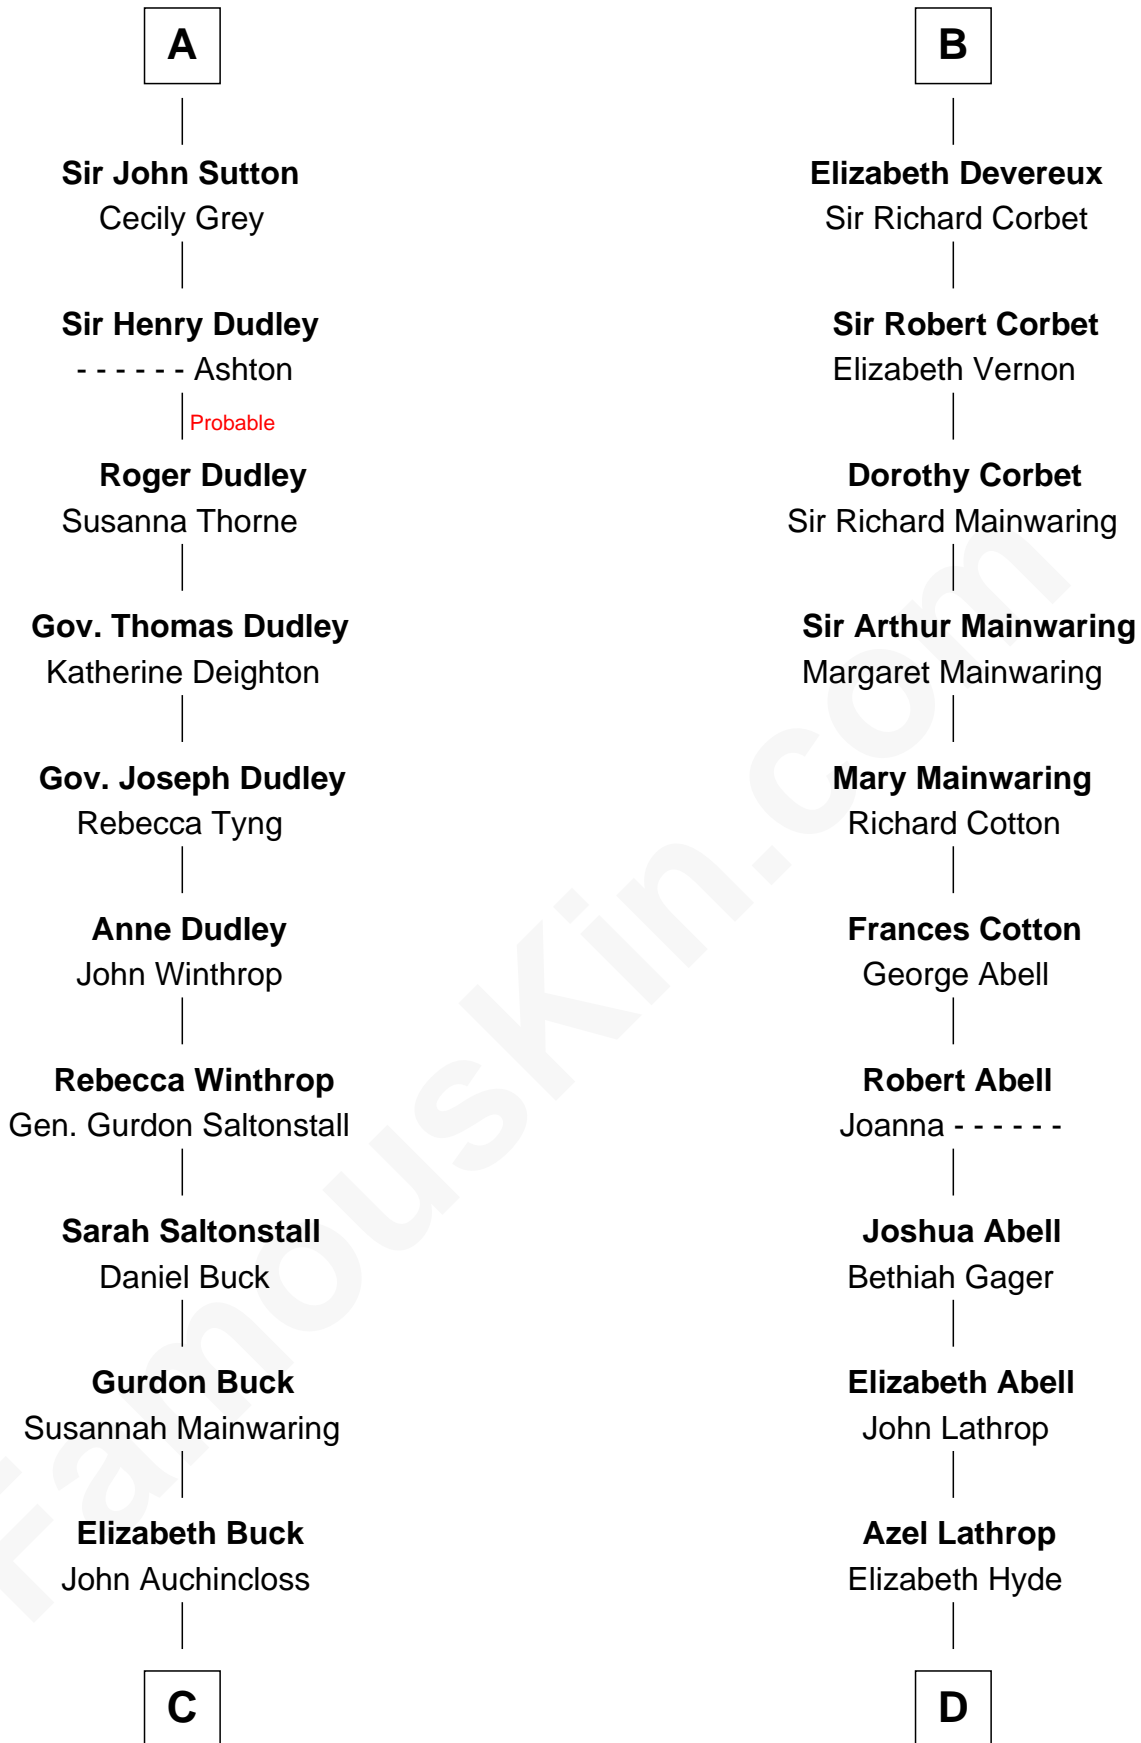 A
Sir John Sutton
Cecily Grey
Sir Henry Dudley
- - - - - - Ashton
Probable
Roger Dudley
Susanna Thorne
Gov. Thomas Dudley
Katherine Deighton
Gov. Joseph Dudley
Rebecca Tyng
Anne Dudley
John Winthrop
Rebecca Winthrop
Gen. Gurdon Saltonstall
Sarah Saltonstall
Daniel Buck
Gurdon Buck
Susannah Mainwaring
Elizabeth Buck
John Auchincloss
C
B
Elizabeth Devereux
Sir Richard Corbet
Sir Robert Corbet
Elizabeth Vernon
Dorothy Corbet
Sir Richard Mainwaring
Sir Arthur Mainwaring
Margaret Mainwaring
Mary Mainwaring
Richard Cotton
Frances Cotton
George Abell
Robert Abell
Joanna - - - - - -
Joshua Abell
Bethiah Gager
Elizabeth Abell
John Lathrop
Azel Lathrop
Elizabeth Hyde
D
FamousKin.com